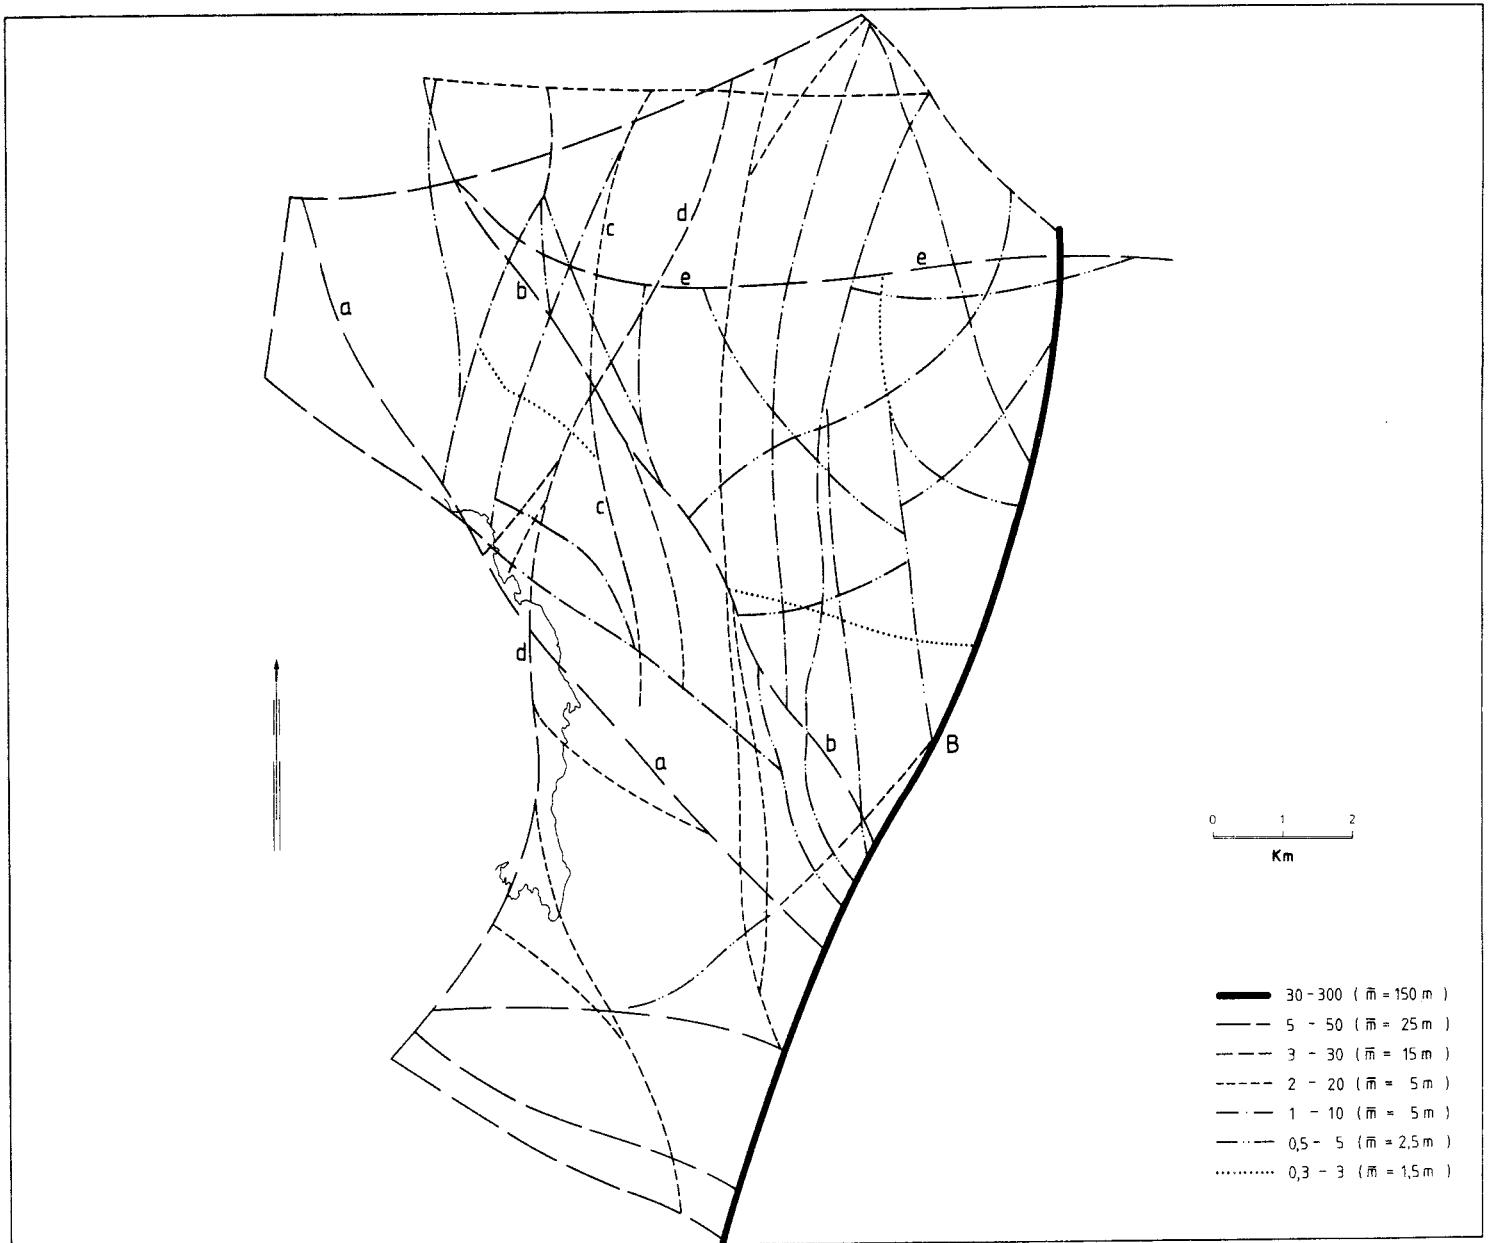 c
d
e
e
b
a
c
d
b
B
a
0 1 2
Km
30 - 300 ( m̄ = 150 m )
5 - 50 ( m̄ = 25 m )
3 - 30 ( m̄ = 15 m )
2 - 20 ( m̄ = 5 m )
1 - 10 ( m̄ = 5 m )
0,5 - 5 ( m̄ = 2,5 m )
0,3 - 3 ( m̄ = 1,5 m )